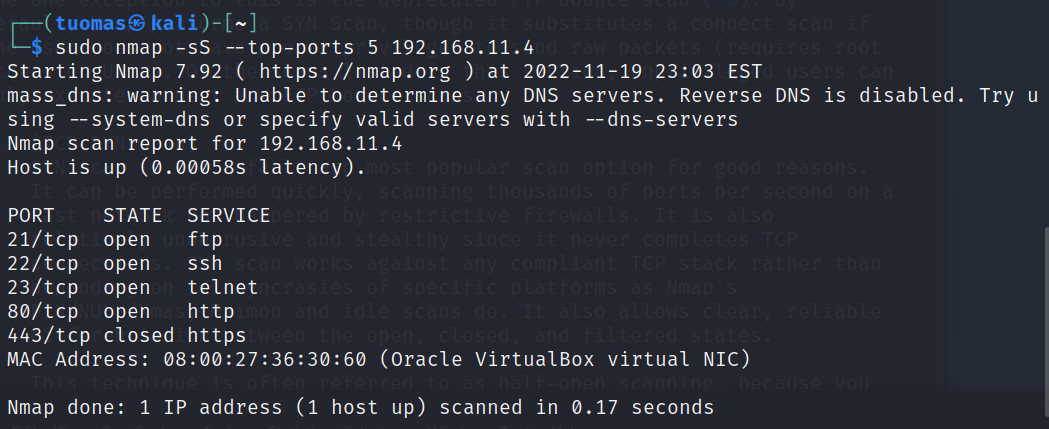 (tuomas㉿kali)-[~]
$ sudo nmap -sS --top-ports 5 192.168.11.4
Starting Nmap 7.92 ( https://nmap.org ) at 2022-11-19 23:03 EST
mass_dns: warning: Unable to determine any DNS servers. Reverse DNS is disabled. Try u
sing --system-dns or specify valid servers with --dns-servers
Nmap scan report for 192.168.11.4
Host is up (0.00058s latency).
PORT    STATE  SERVICE
21/tcp  open   ftp
22/tcp  open   ssh
23/tcp  open   telnet
80/tcp  open   http
443/tcp closed https
MAC Address: 08:00:27:36:30:60 (Oracle VirtualBox virtual NIC)
Nmap done: 1 IP address (1 host up) scanned in 0.17 seconds